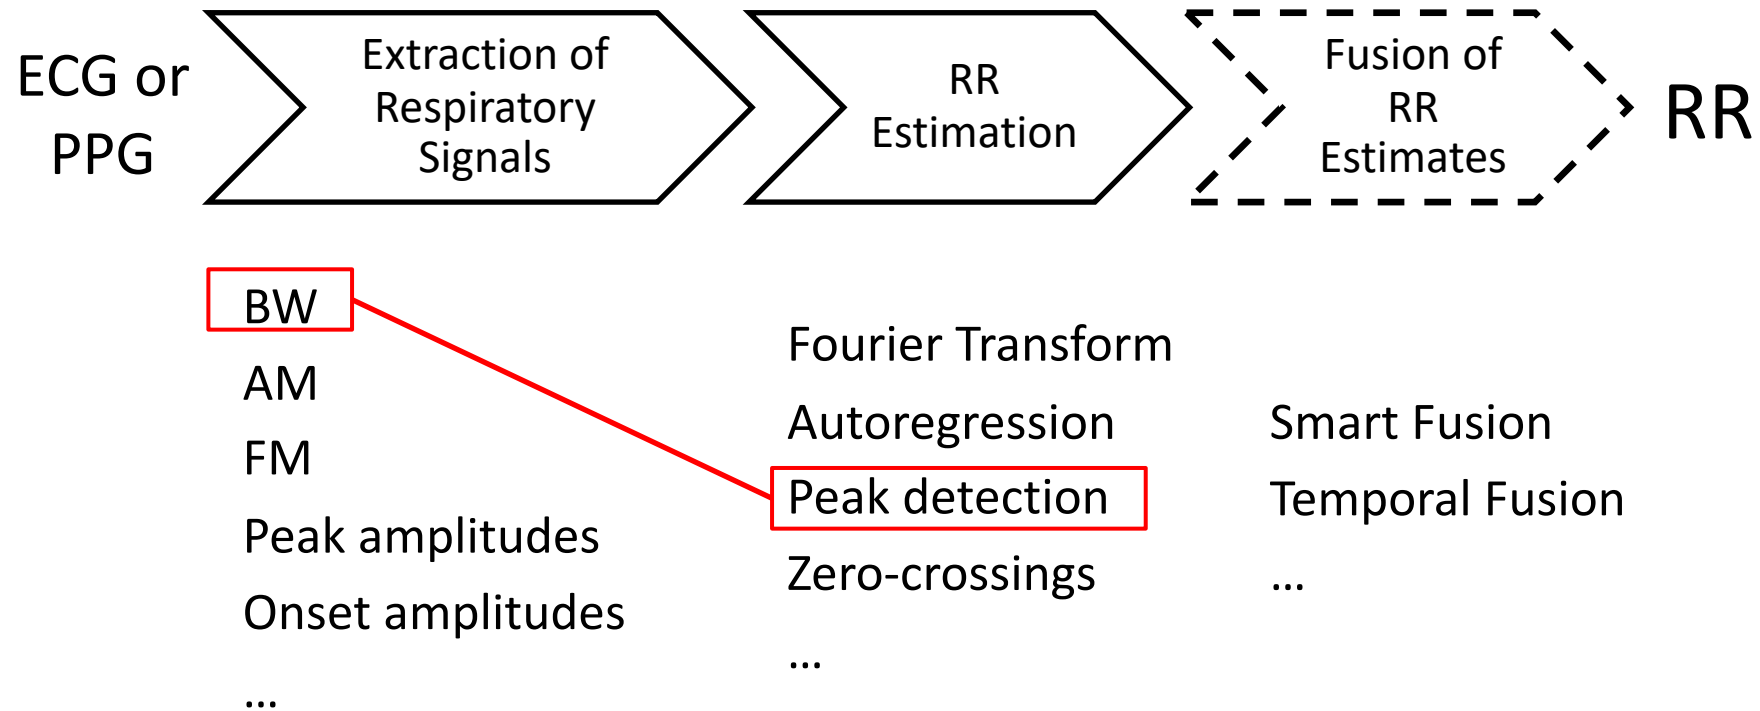 ECG or
PPG
Extraction of
Respiratory
Signals
RR
Estimation
Fusion of
RR
Estimates
RR
BW
AM
FM
Peak amplitudes
Onset amplitudes
...
Fourier Transform
Autoregression
Peak detection
Zero-crossings
...
Smart Fusion
Temporal Fusion
...